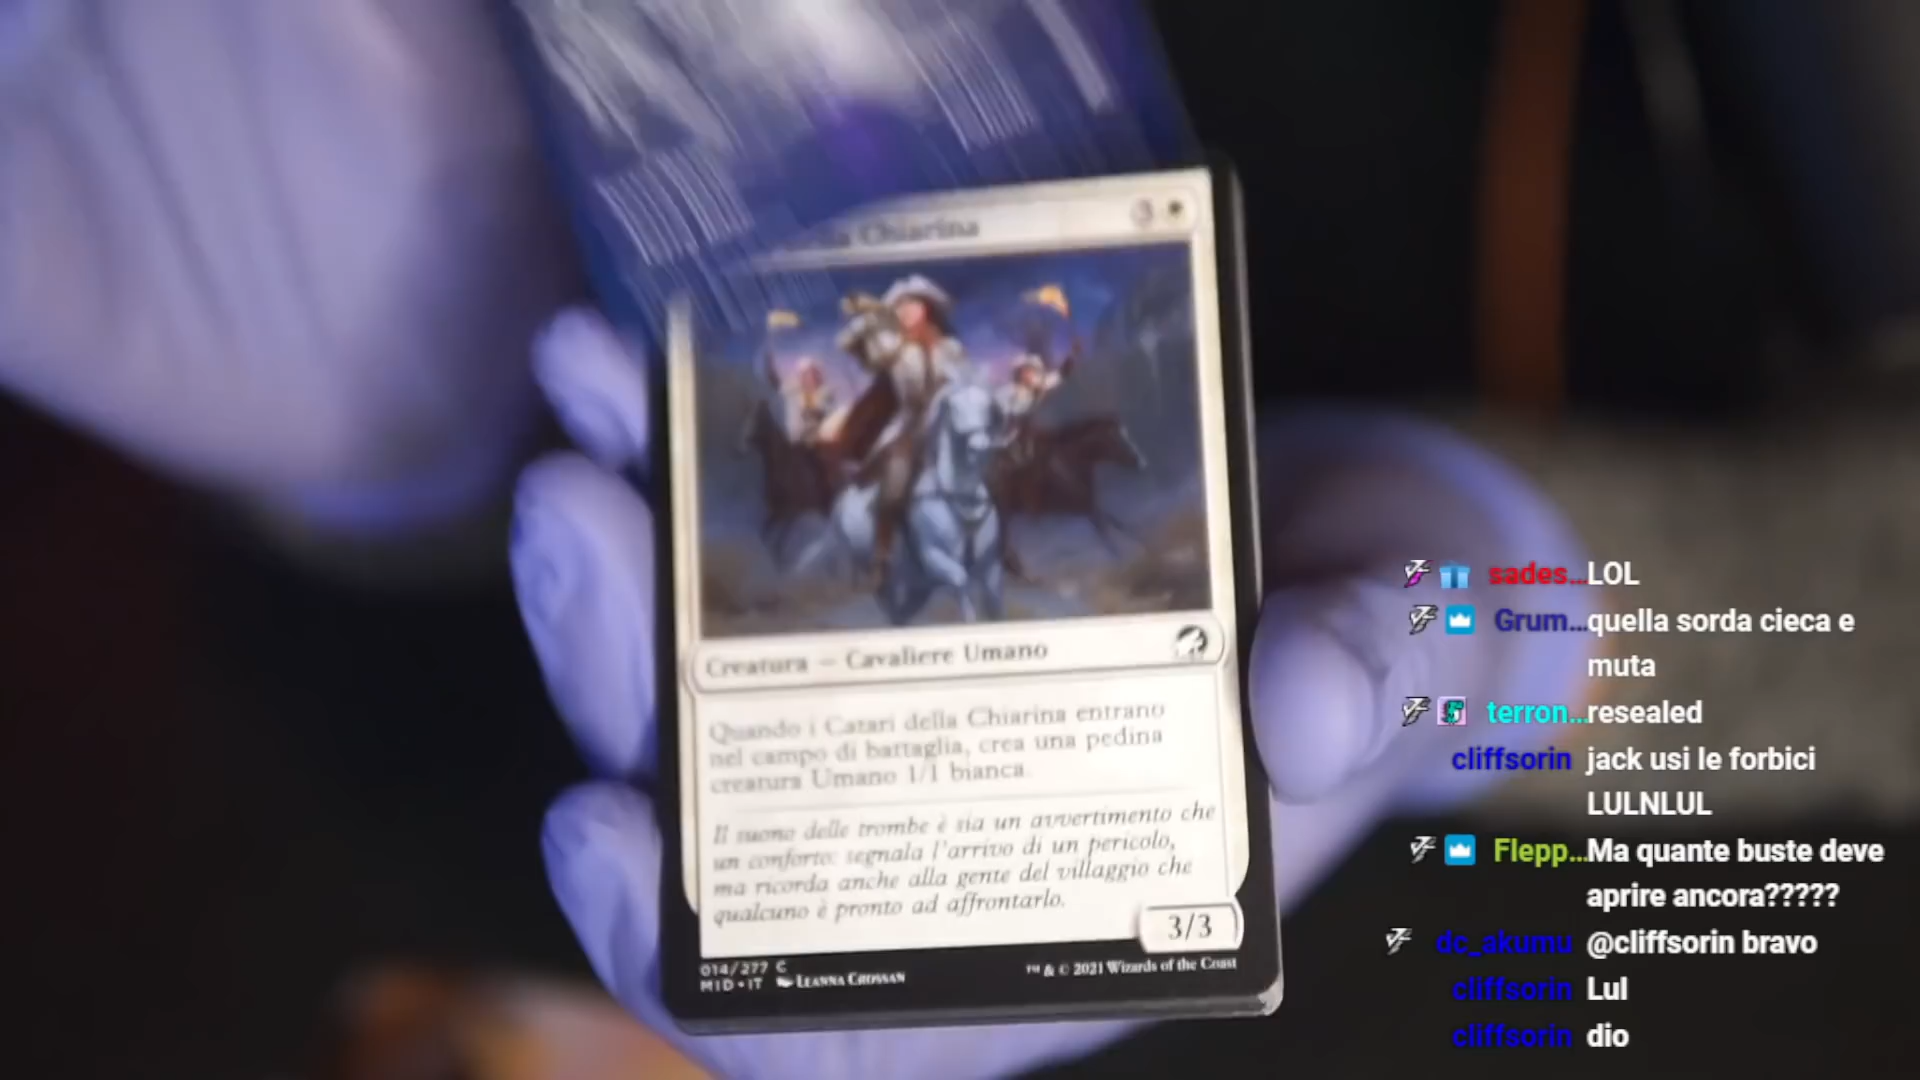 Chiarina
3
Creatura — Cavaliere Umano
Quando i Catari della Chiarina entrano
nel campo di battaglia, crea una pedina
creatura Umano 1/1 bianca.
Il suono delle trombe è sia un avvertimento che
un conforto: segnala l'arrivo di un pericolo,
ma ricorda anche alla gente del villaggio che
qualcuno è pronto ad affrontarlo.
3/3
014/277 C
MID • IT LEANNA CROSSAN
™ & © 2021 Wizards of the Coast
sades...LOL
Grum...quella sorda cieca e
muta
terron...resealed
cliffsorin jack usi le forbici
LULNLUL
Flepp...Ma quante buste deve
aprire ancora?????
dc_akumu @cliffsorin bravo
cliffsorin Lul
cliffsorin dio